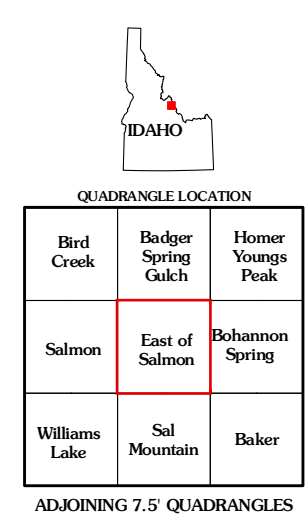 IDAHO
QUADRANGLE LOCATION
Bird
Creek
Badger
Spring
Gulch
Homer
Youngs
Peak
Salmon
East of
Salmon
Bohannon
Spring
Williams
Lake
Sal
Mountain
Baker
ADJOINING 7.5' QUADRANGLES